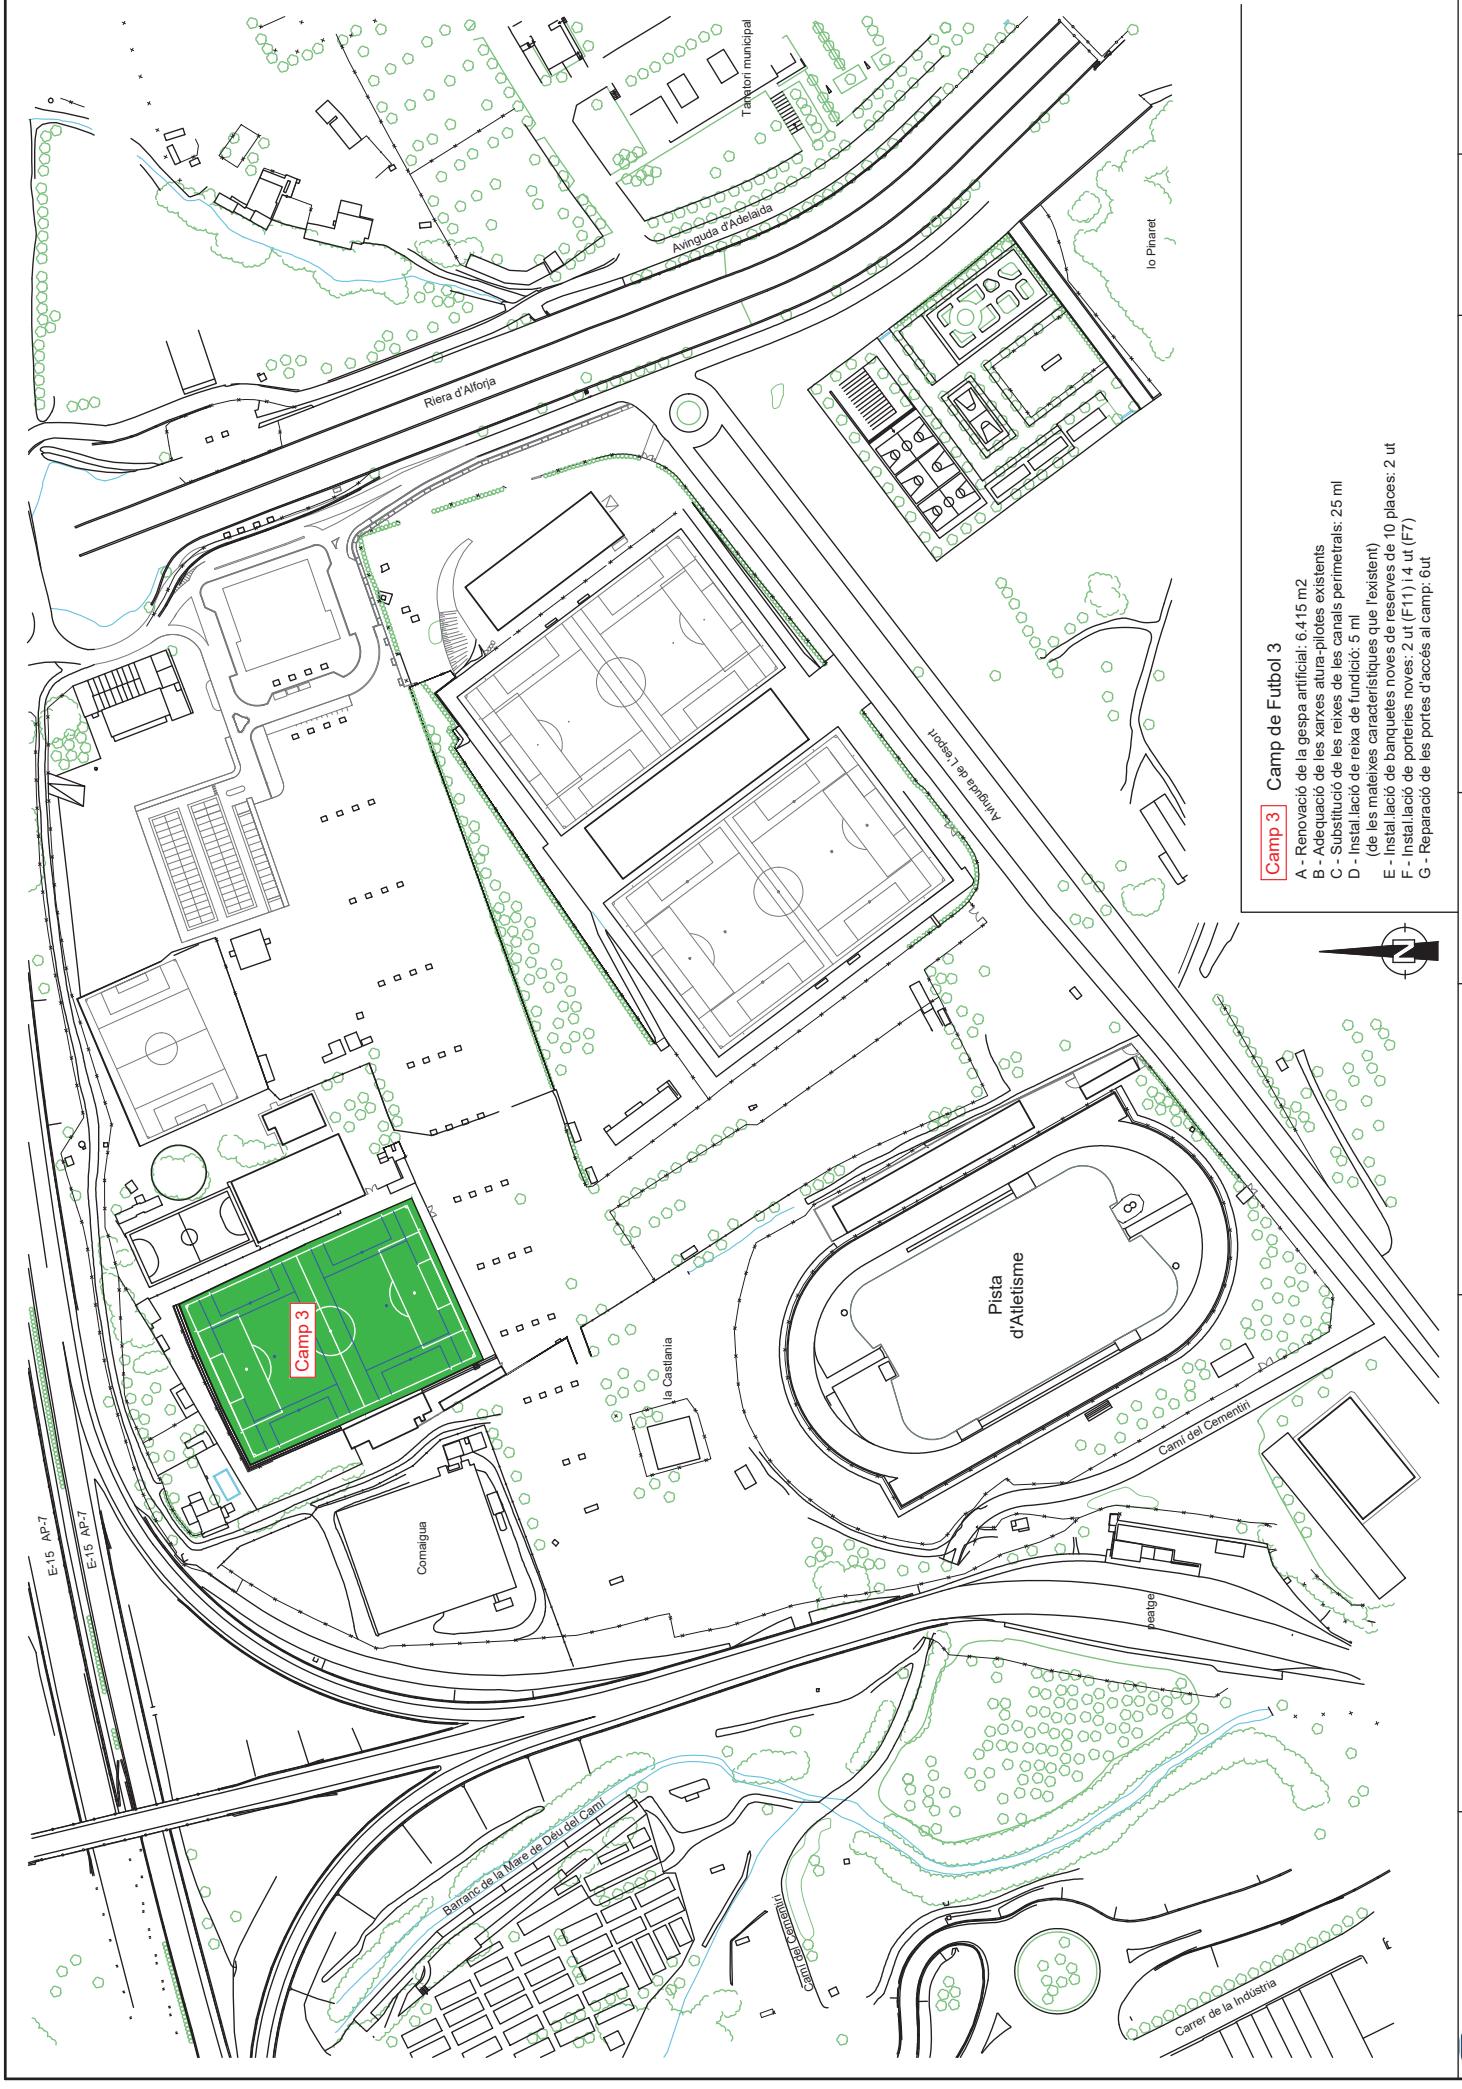 E-15 AP-7
E-15 AP-7
Camp 3
Comaigua
la Castlania
Riera d'Alforja
Avinguda d'Adelaida
Tanatori municipal
lo Pinaret
Avinguda de L'esport
Pista
d'Atletisme
Camí del Cementiri
peatge
Barranc de la Mare de Déu del Camí
Camí del Cementiri
Carrer de la Indústria
N
Camp 3 Camp de Futbol 3
A - Renovació de la gespa artificial: 6.415 m2
B - Adequació de les xarxes atura-pilotes existents
C - Substitució de les reixes de les canals perimetrals: 25 ml
D - Instal.lació de reixa de fundició: 5 ml
(de les mateixes característiques que l'existent)
E - Instal.lació de banquetes noves de reserves de 10 places: 2 ut
F - Instal.lació de porteries noves: 2 ut (F11) i 4 ut (F7)
G - Reparació de les portes d'accés al camp: 6ut